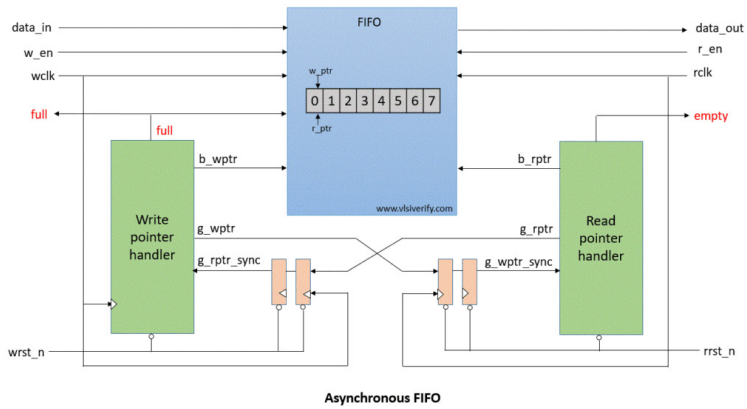 data_in
FIFO
data_out
w_en
r_en
wclk
rclk
w_ptr
0 1 2 3 4 5 6 7
r_ptr
full
full
empty
b_wptr
b_rptr
www.vlsiverify.com
Write
pointer
handler
g_wptr
g_rptr
Read
pointer
handler
g_rptr_sync
g_wptr_sync
wrst_n
rrst_n
Asynchronous FIFO